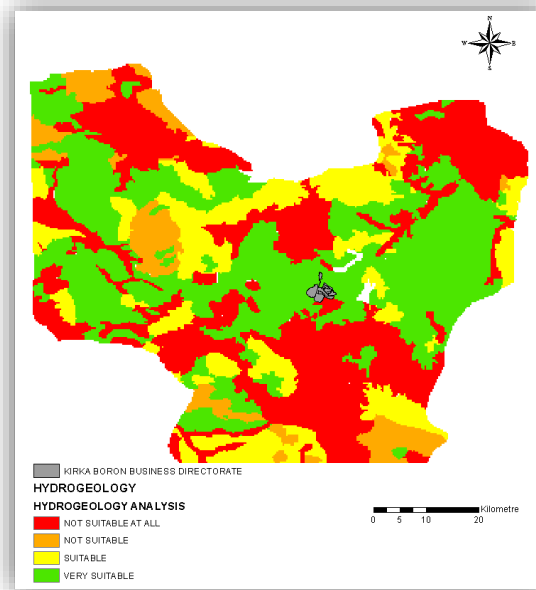 N
W E
S
KIRKA BORON BUSINESS DIRECTORATE
HYDROGEOLOGY
HYDROGEOLOGY ANALYSIS
NOT SUITABLE AT ALL
NOT SUITABLE
SUITABLE
VERY SUITABLE
Kilometre
0 5 10 20